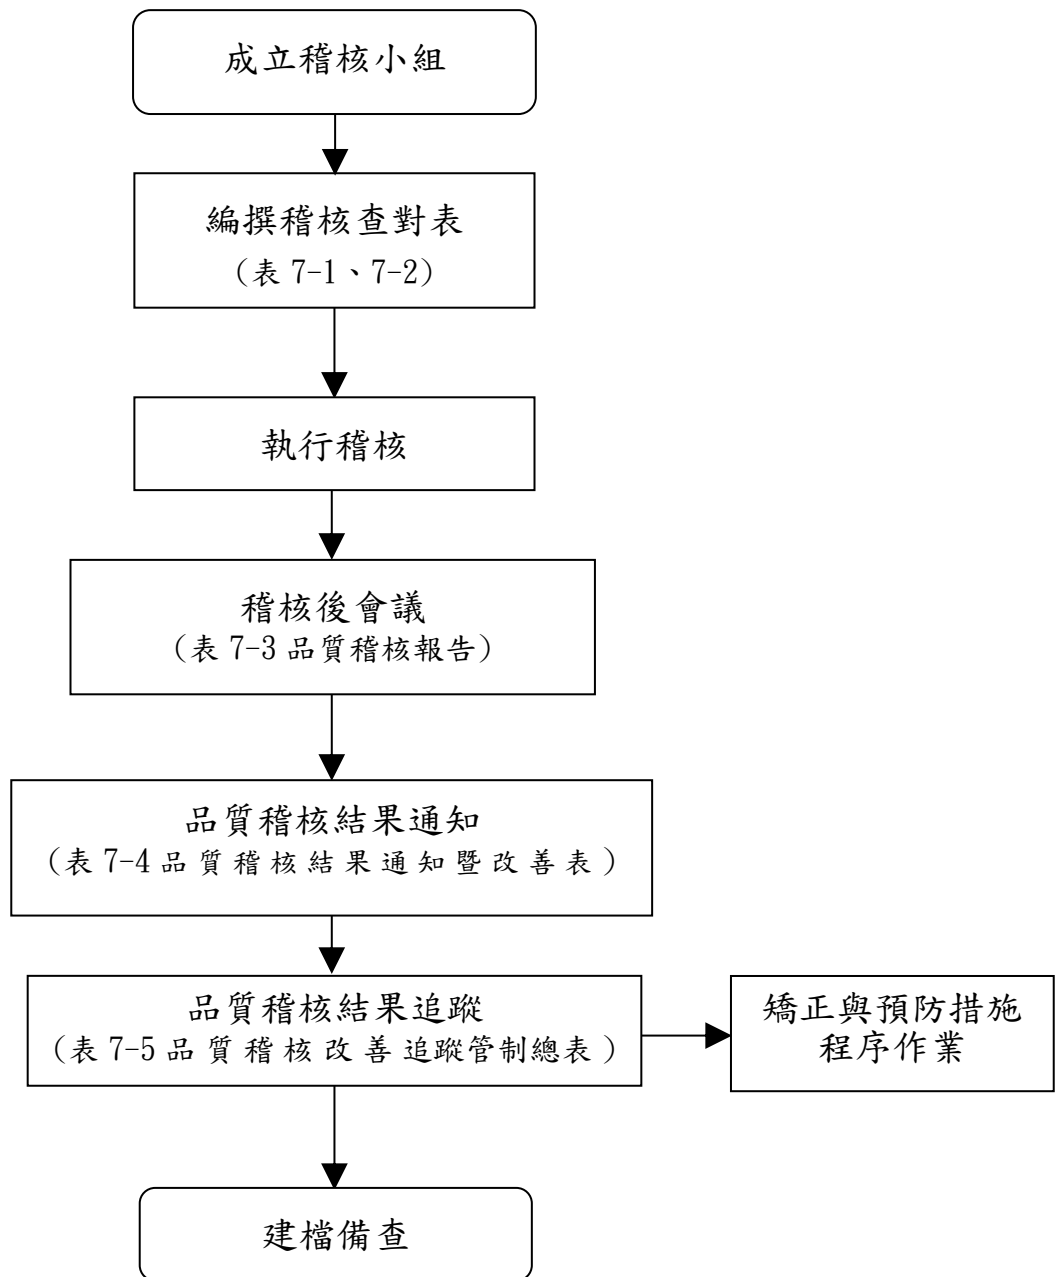 成立稽核小組
編撰稽核查對表
（表 7-1、7-2）
執行稽核
稽核後會議
（表 7-3 品質稽核報告）
品質稽核結果通知
（表 7-4 品質稽核結果通知暨改善表）
品質稽核結果追蹤
（表 7-5 品質稽核改善追蹤管制總表）
矯正與預防措施
程序作業
建檔備查